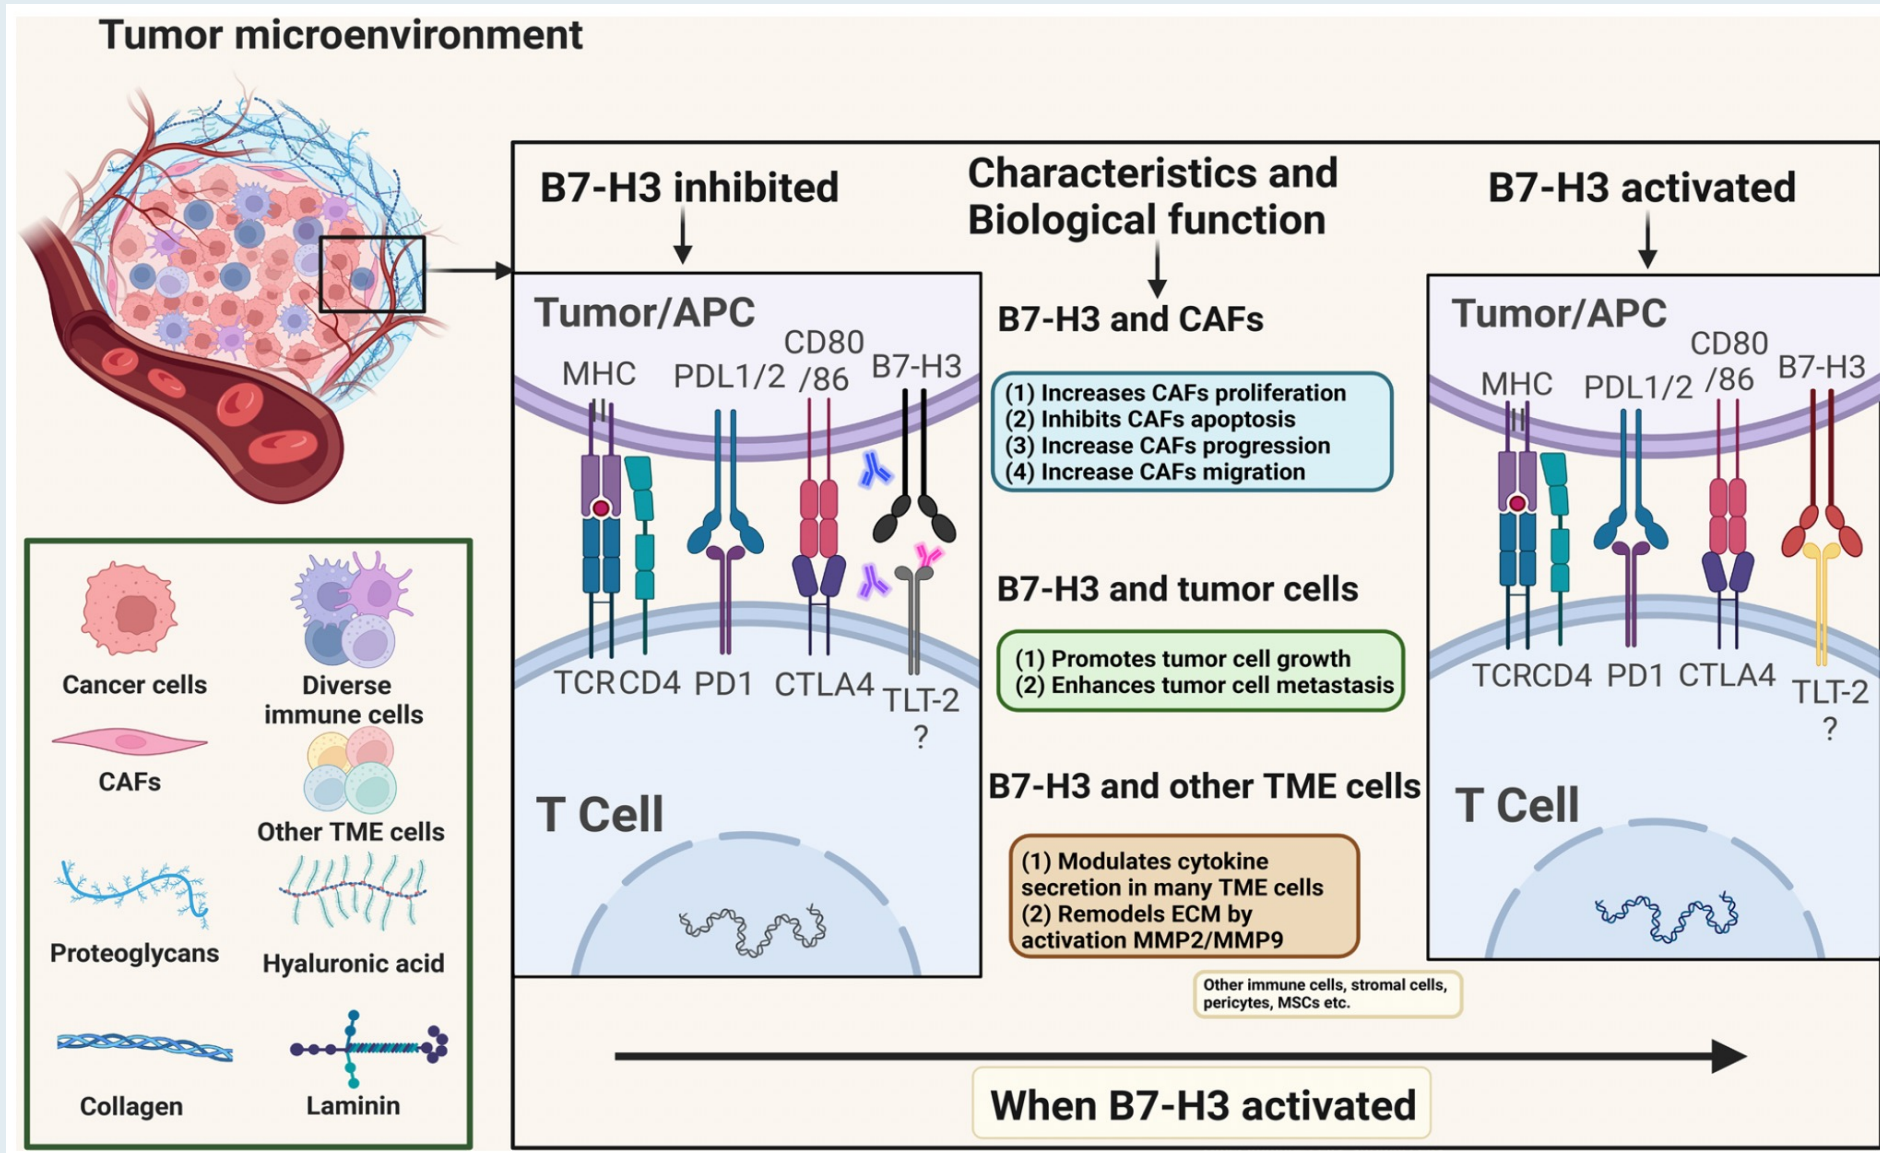 Tumor microenvironment
B7-H3 inhibited
Characteristics and
Biological function
B7-H3 activated
Tumor/APC
MHC
II
PDL1/2
CD80
/86
B7-H3
TCR
CD4
PD1
CTLA4
TLT-2
?
T Cell
B7-H3 and CAFs
(1) Increases CAFs proliferation
(2) Inhibits CAFs apoptosis
(3) Increase CAFs progression
(4) Increase CAFs migration
B7-H3 and tumor cells
(1) Promotes tumor cell growth
(2) Enhances tumor cell metastasis
B7-H3 and other TME cells
(1) Modulates cytokine
secretion in many TME cells
(2) Remodels ECM by
activation MMP2/MMP9
Other immune cells, stromal cells,
pericytes, MSCs etc.
Tumor/APC
MHC
II
PDL1/2
CD80
/86
B7-H3
TCR
CD4
PD1
CTLA4
TLT-2
?
T Cell
When B7-H3 activated
Cancer cells
Diverse
immune cells
CAFs
Other TME cells
Proteoglycans
Hyaluronic acid
Collagen
Laminin